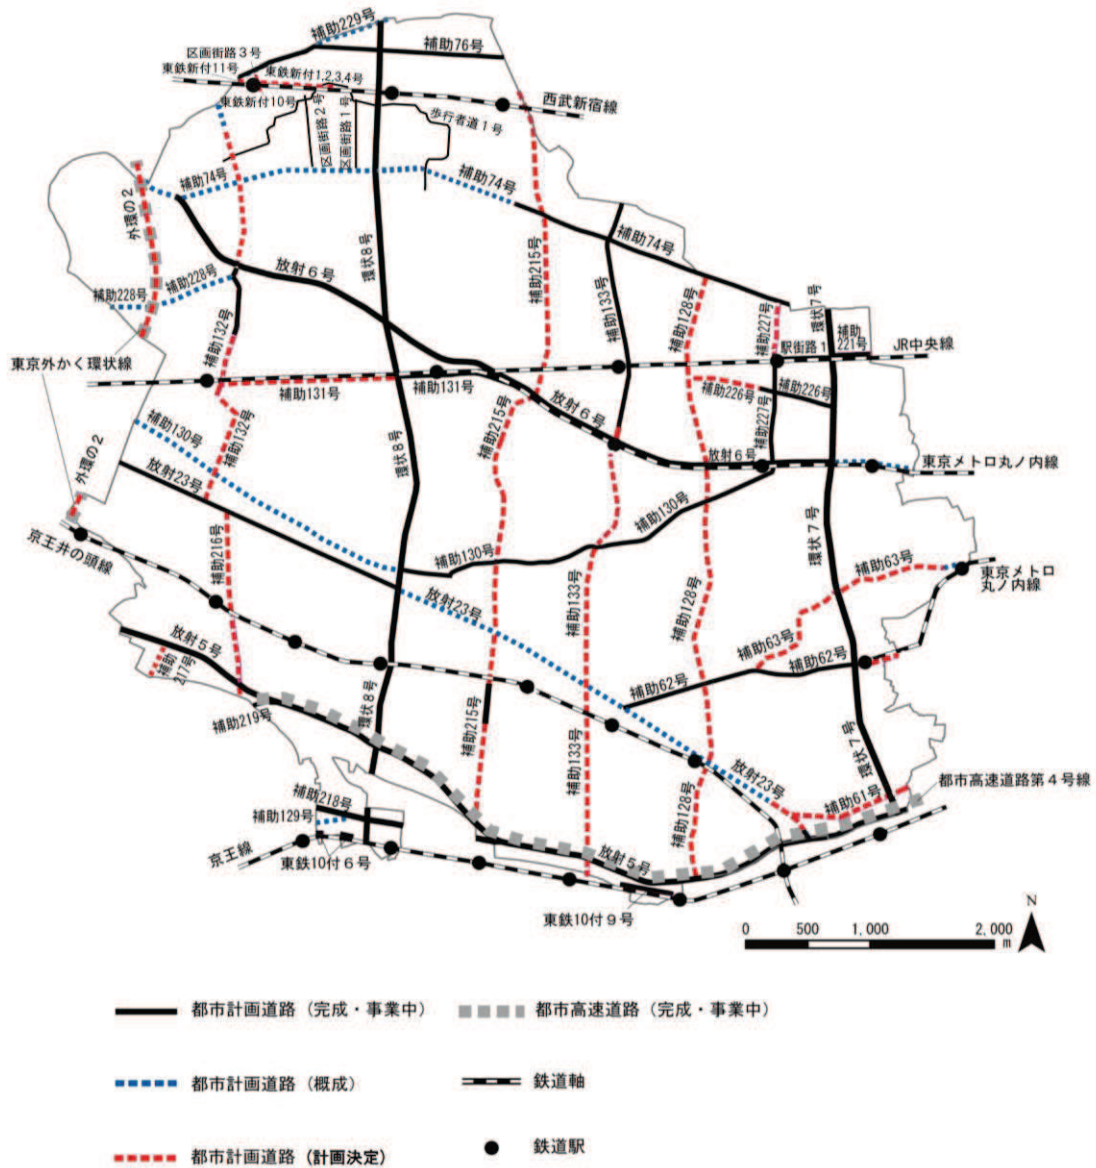 補助229号
補助76号
区画街路3号
東鉄新付11号
東鉄新付1,2,3,4号
東鉄新付10号
西武新宿線
区画街路2号
区画街路1号
歩行者道1号
補助74号
補助74号
外環の2
環状8号
補助215号
補助74号
放射6号
補助228号
補助228号
補助133号
補助128号
補助227号
環状7号
補助
221号
駅街路1
補助132号
JR中央線
東京外かく環状線
補助131号
補助131号
補助226号
補助226号
補助227号
補助130号
補助132号
補助215号
放射6号
環状8号
放射6号
東京メトロ丸ノ内線
外環の2
放射23号
補助130号
環状7号
京王井の頭線
補助216号
補助130号
補助63号
東京メトロ
丸ノ内線
放射23号
補助133号
補助128号
補助63号
放射5号
補助
217号
補助62号
補助62号
環状8号
補助219号
補助215号
補助133号
放射23号
環状7号
都市高速道路第4号線
補助61号
補助218号
補助129号
補助128号
京王線
東鉄10付6号
放射5号
東鉄10付9号
N
0 500 1,000 2,000
m
都市計画道路（完成・事業中）
都市高速道路（完成・事業中）
都市計画道路（概成）
鉄道軸
都市計画道路（計画決定）
鉄道駅